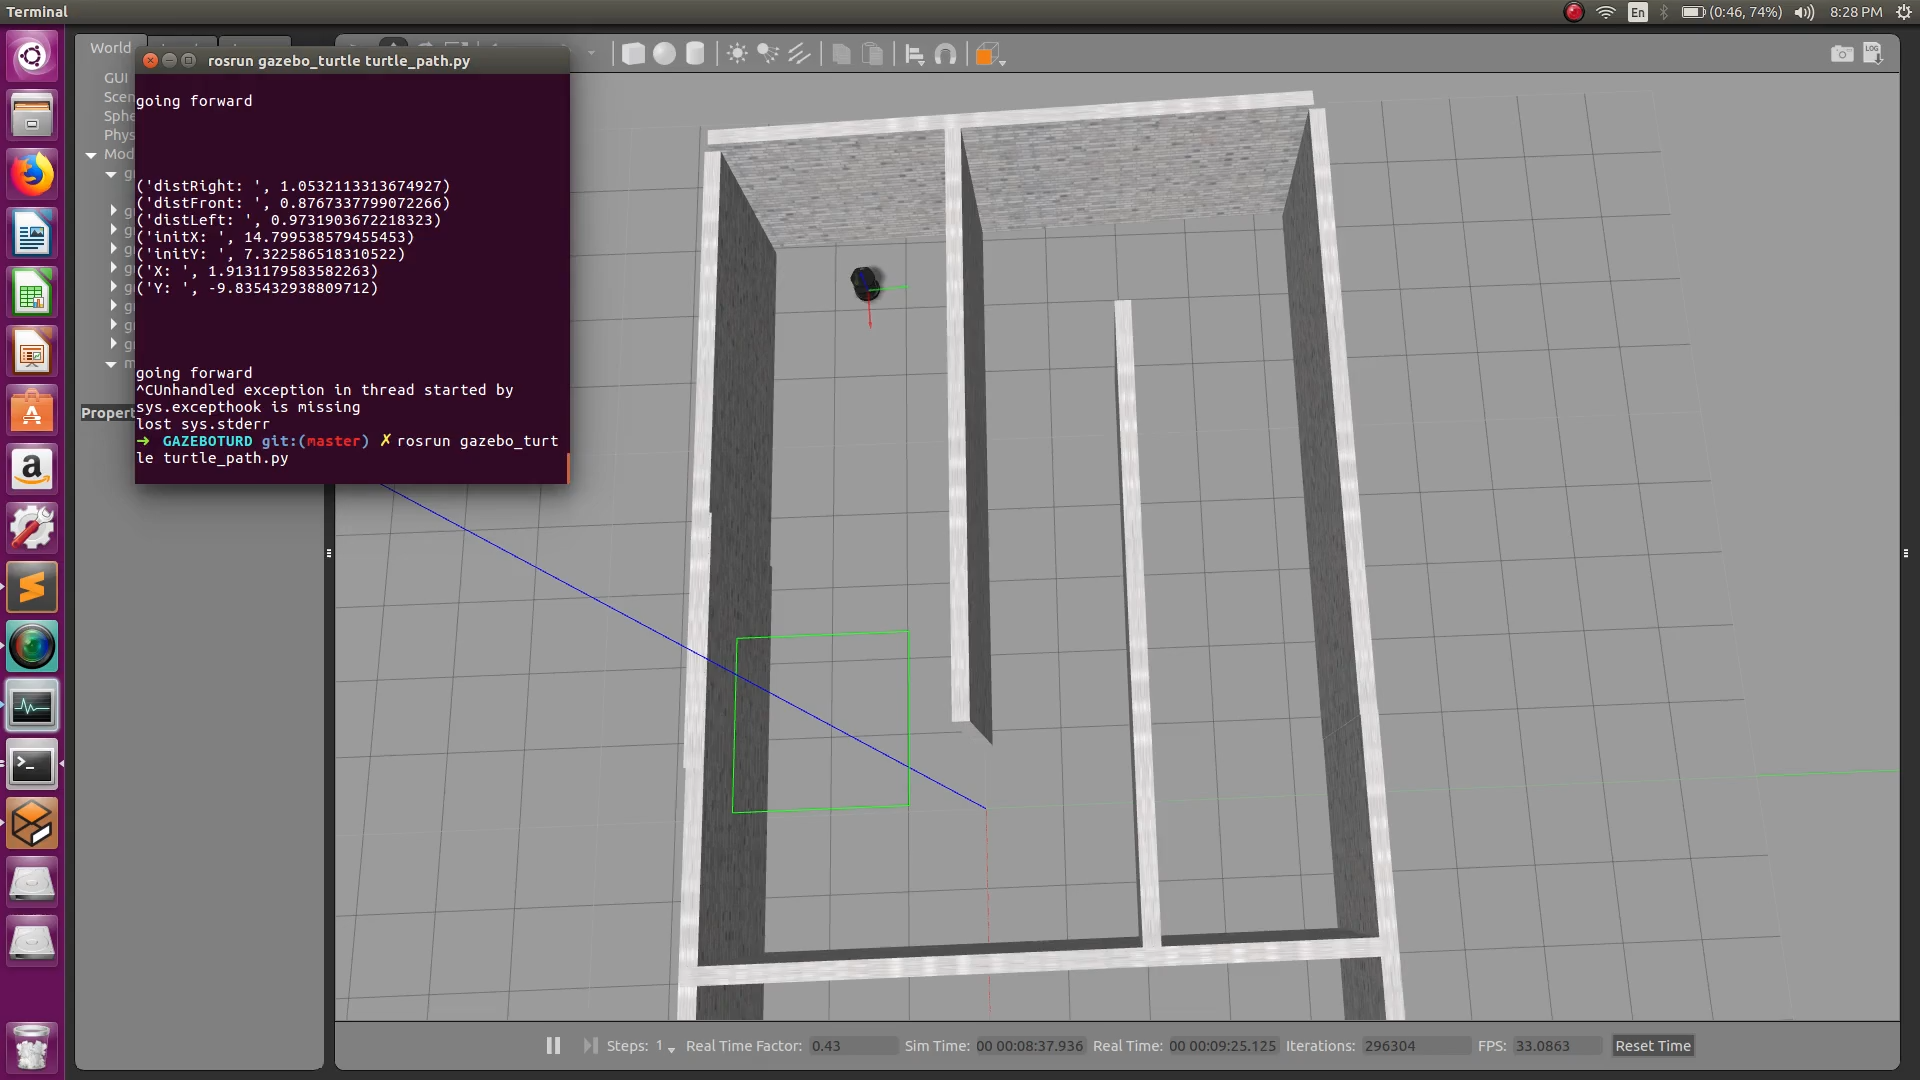 Terminal
En
(0:46, 74%)
8:28 PM
World
GUI
Scen
Sphe
Phys
Mod
Propert
LOG
rosrun gazebo_turtle turtle_path.py
going forward
('distRight: ', 1.0532113313674927)
('distFront: ', 0.8767337799072266)
('distLeft: ', 0.9731903672218323)
('initX: ', 14.799538579455453)
('initY: ', 7.322586518310522)
('X: ', 1.9131179583582263)
('Y: ', -9.835432938809712)
going forward
^CUnhandled exception in thread started by
sys.excepthook is missing
lost sys.stderr
➜ GAZEBOTURD git:(master) ✗ rosrun gazebo_turt
le turtle_path.py
Steps: 1 Real Time Factor: 0.43 Sim Time: 00 00:08:37.936 Real Time: 00 00:09:25.125 Iterations: 296304 FPS: 33.0863 Reset Time